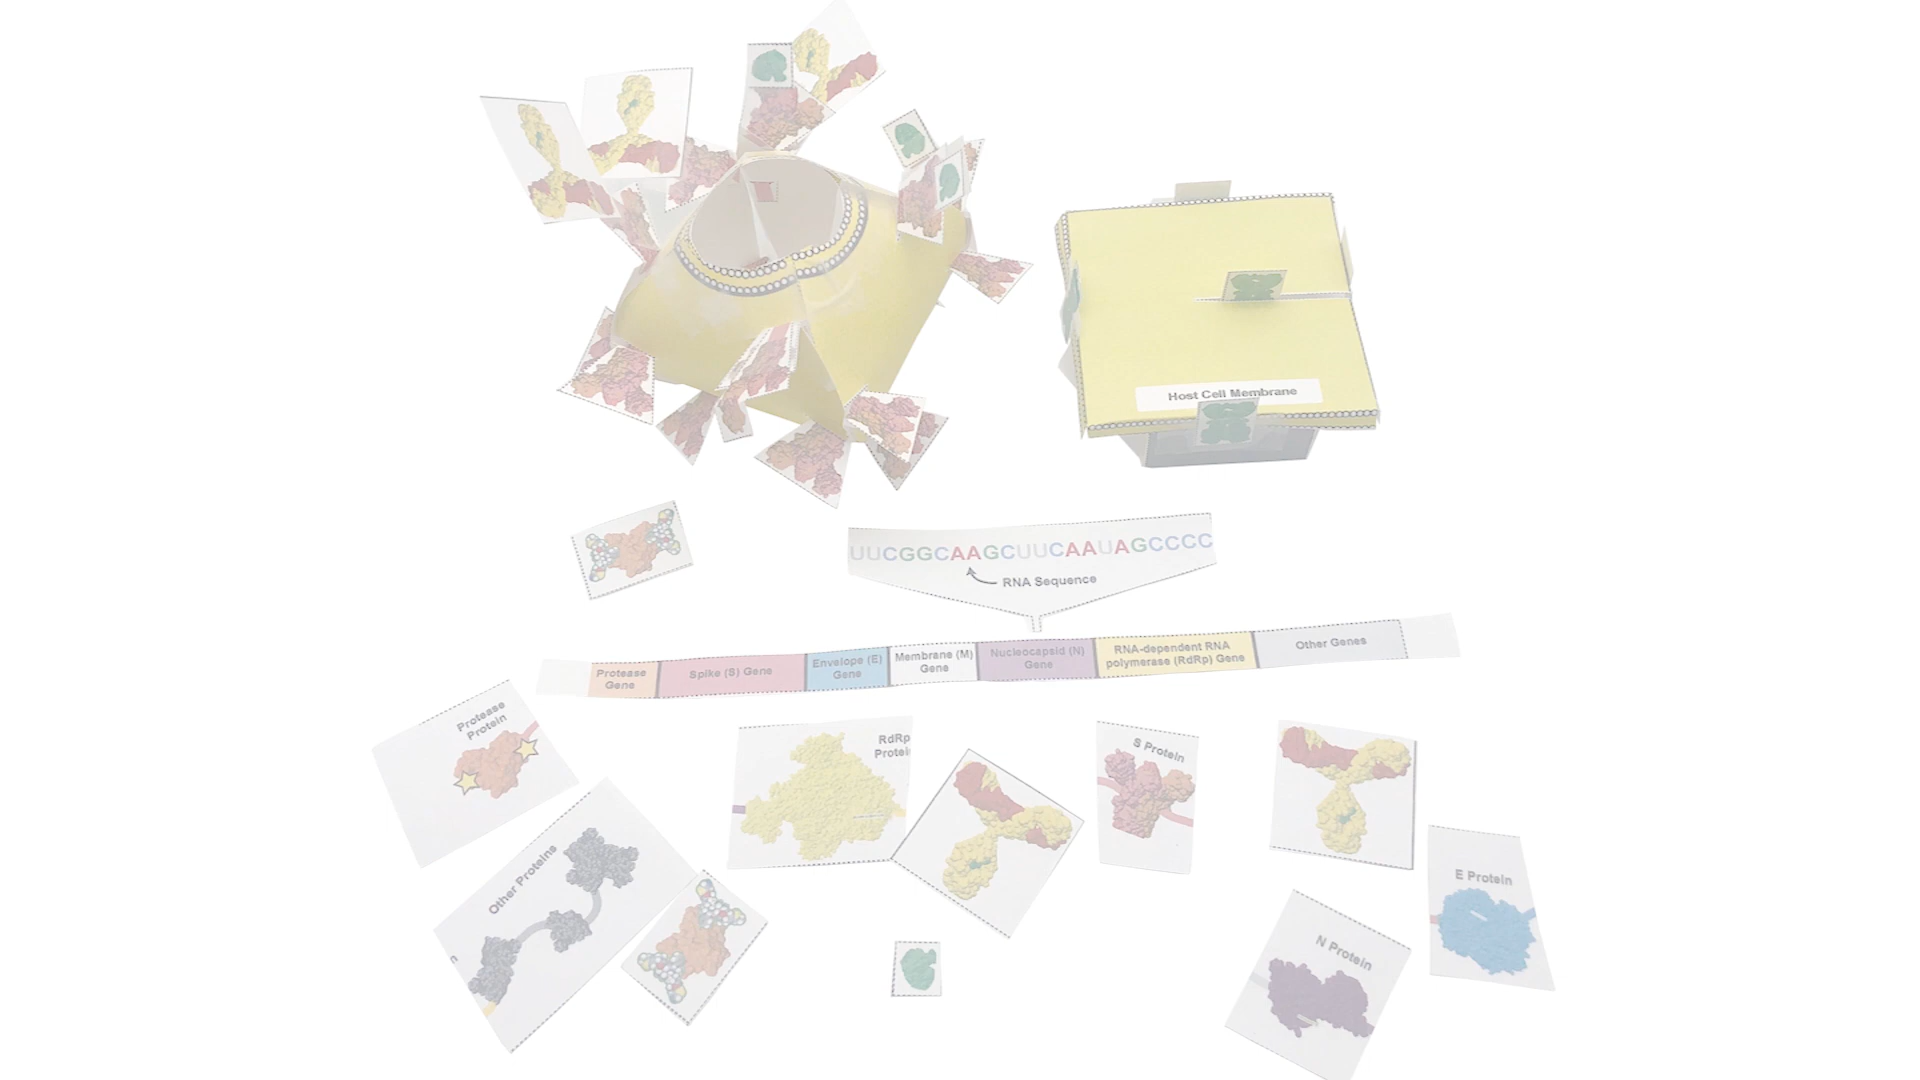 Host Cell Membrane
UUCGGCAAGCUUCAAUAGCCCC
RNA Sequence
Protease
Gene
Spike (S) Gene
Envelope (E)
Gene
Membrane (M)
Gene
Nucleocapsid (N)
Gene
RNA-dependent RNA
polymerase (RdRp) Gene
Other Genes
Protease
Protein
RdRp
Protein
S Protein
Other Proteins
n
E Protein
N Protein